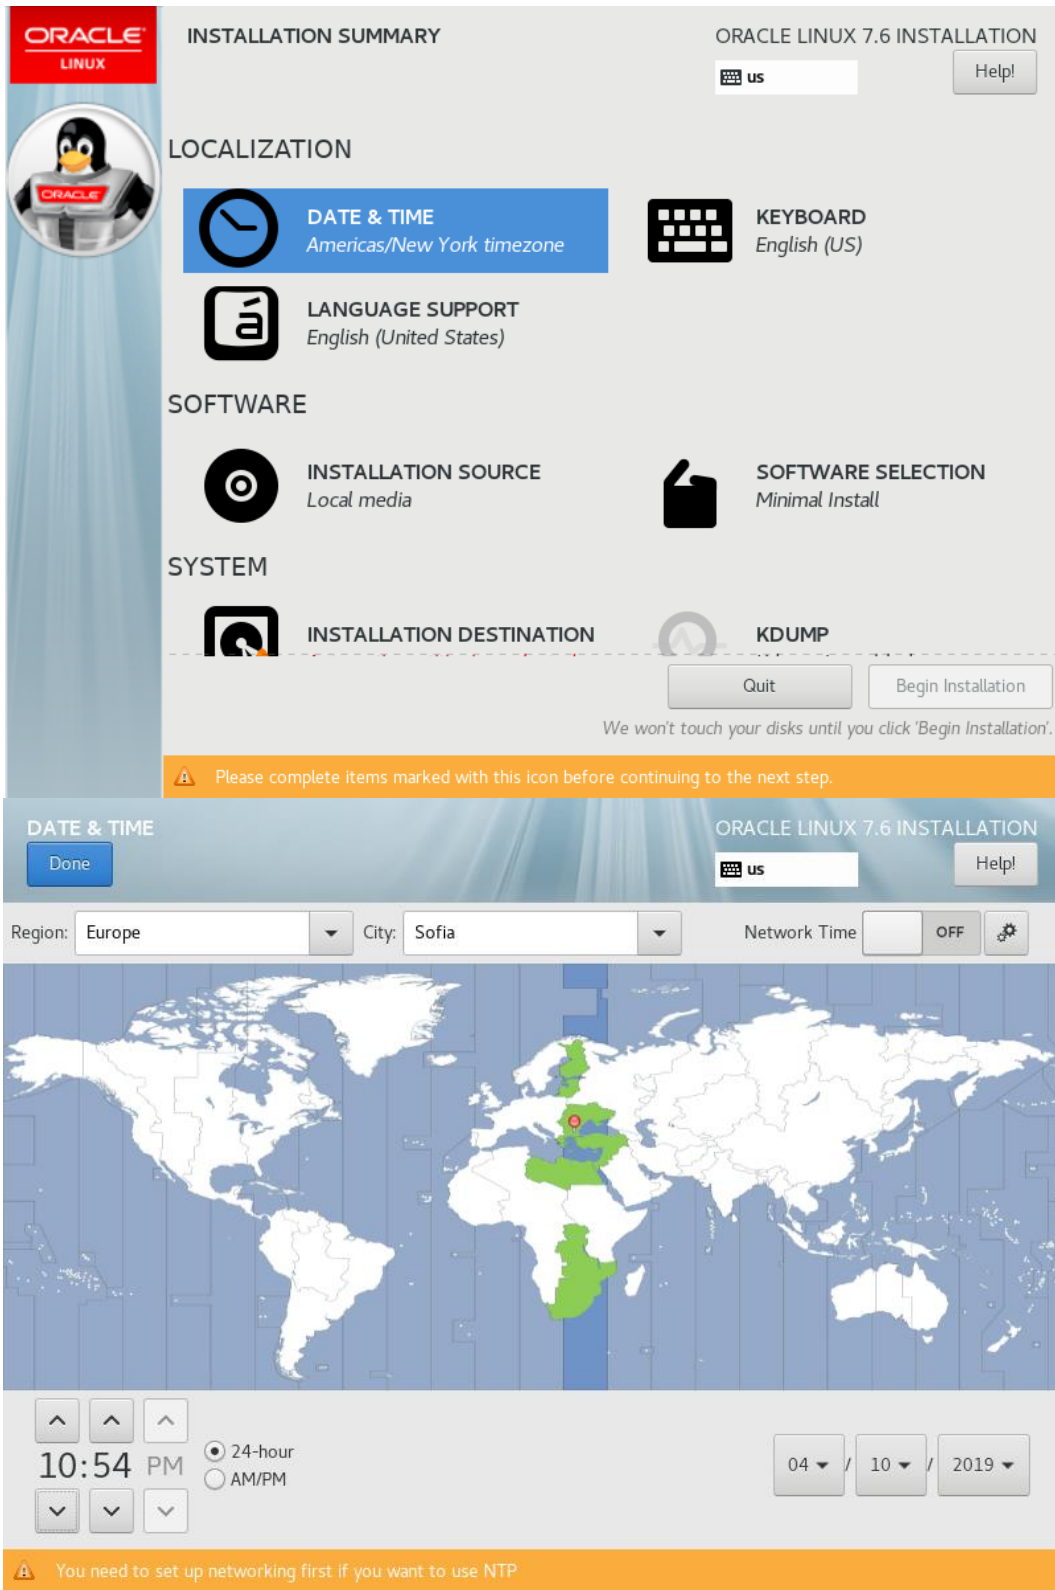 ORACLE
LINUX
INSTALLATION SUMMARY
ORACLE LINUX 7.6 INSTALLATION
us
Help!
ORACLE
LOCALIZATION
DATE & TIME
Americas/New York timezone
KEYBOARD
English (US)
á
LANGUAGE SUPPORT
English (United States)
SOFTWARE
INSTALLATION SOURCE
Local media
SOFTWARE SELECTION
Minimal Install
SYSTEM
INSTALLATION DESTINATION
KDUMP
Quit
Begin Installation
We won't touch your disks until you click 'Begin Installation'.
Please complete items marked with this icon before continuing to the next step.
DATE & TIME
ORACLE LINUX 7.6 INSTALLATION
Done
us
Help!
Region: Europe City: Sofia Network Time OFF
24-hour
10:54 PM
AM/PM
04 / 10 / 2019
You need to set up networking first if you want to use NTP